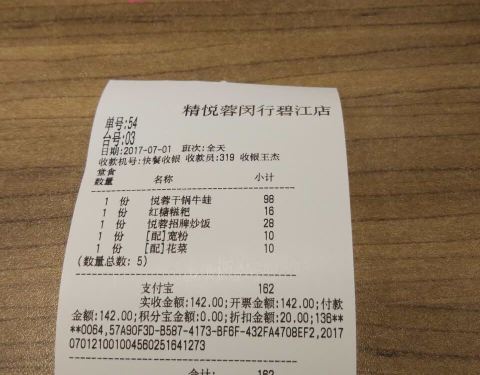 精悦蓉闵行碧江店
单号:54
台号:03
日期:2017-07-01 班次:全天
收款机号:快餐收银 收款员:319 收银王杰
堂食
数量 名称 小计
1 份 悦蓉干锅牛蛙 98
1 份 红糖糍粑 16
1 份 悦蓉招牌炒饭 28
1 份 [配]宽粉 10
1 份 [配]花菜 10
(数量总数: 5)
支付宝 162
实收金额:142.00;开票金额:142.00;付款
金额:142.00;积分宝金额:0.00;折扣金额:20.00;136***
**0064,57A90F3D-B587-4173-BF6F-432FA4708EF2,2017
070121001004560251841273
合计: 162